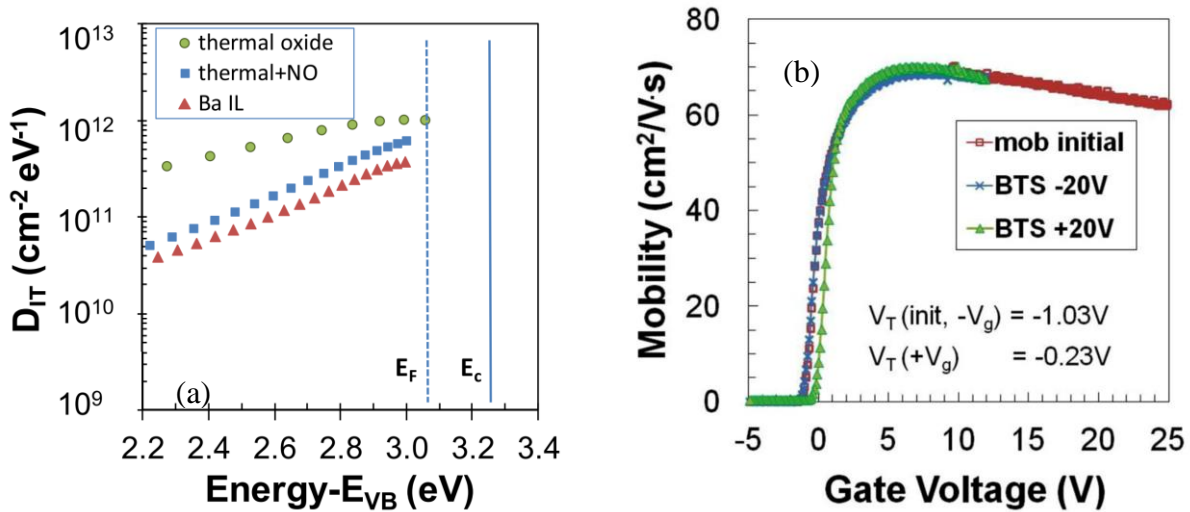 10¹³
10¹²
10¹¹
10¹⁰
10⁹
D_IT (cm⁻² eV⁻¹)
thermal oxide
thermal+NO
Ba IL
(a)
E_F
E_c
2.2 2.4 2.6 2.8 3.0 3.2 3.4
Energy-E_VB (eV)
80
60
40
20
0
Mobility (cm²/V·s)
(b)
mob initial
BTS -20V
BTS +20V
V_T (init, -V_g) = -1.03V
V_T (+V_g) = -0.23V
-5 0 5 10 15 20 25
Gate Voltage (V)